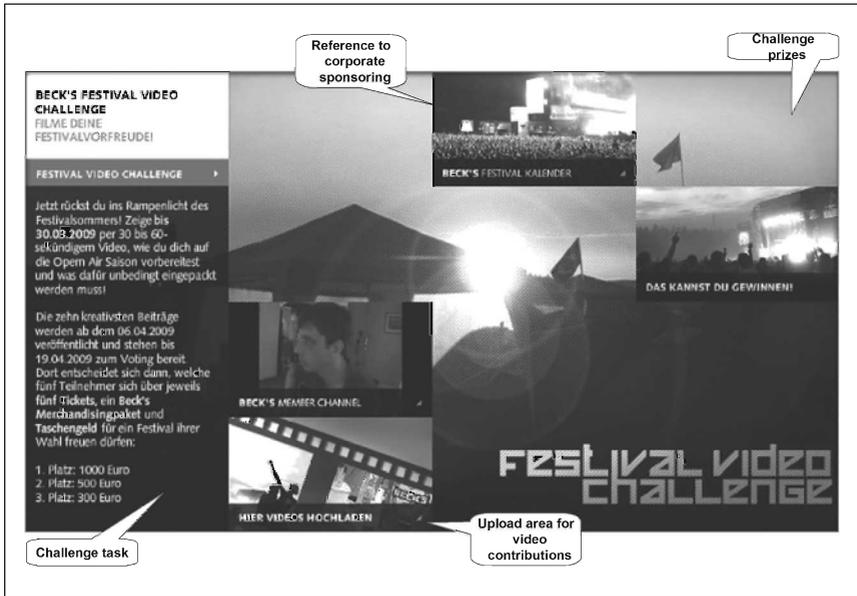 Reference to
corporate
sponsoring
Challenge
prizes
BECK'S FESTIVAL VIDEO
CHALLENGE
FILME DEINE
FESTIVALVORFREUDE!
FESTIVAL VIDEO CHALLENGE
Jetzt rückst du ins Rampenlicht des
Festivalsommers! Zeige bis
30.03.2009 per 30 bis 60-
sekündigem Video, wie du dich auf
die Opern Air Saison vorbereitest
und was dafür unbedingt eingepackt
werden muss!
Die zehn kreativsten Beiträge
werden ab dem 06.04.2009
veröffentlicht und stehen bis
19.04.2009 zum Voting bereit.
Dort entscheidet sich dann, welche
fünf Teilnehmer sich über jeweils
fünf Tickets, ein Beck's
Merchandisingpaket und
Taschengeld für ein Festival ihrer
Wahl freuen dürfen:
1. Platz: 1000 Euro
2. Platz: 500 Euro
3. Platz: 300 Euro
BECK'S FESTIVAL KALENDER
DAS KANNST DU GEWINNEN!
BECK'S MEMBER CHANNEL
BECK'S
HIER VIDEOS HOCHLADEN
FESTIVAL VIDEO
CHALLENGE
Challenge task
Upload area for
video
contributions